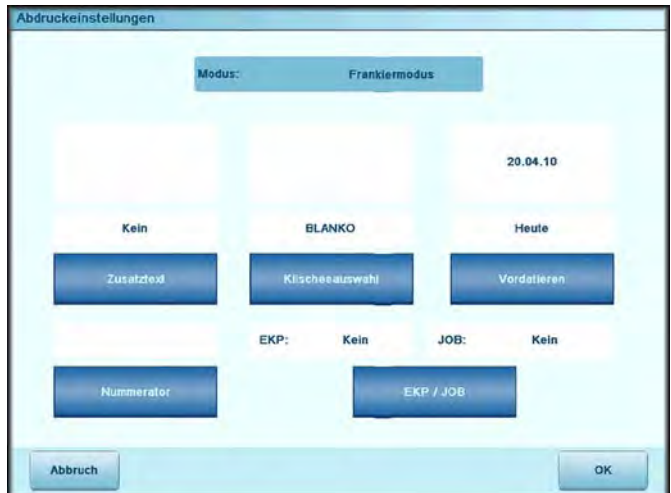 Abdruckeinstellungen
Modus: Frankiermodus
20.04.10
Kein BLANKO Heute
Zusatztext Klischeeauswahl Vordatieren
EKP: Kein JOB: Kein
Nummerator EKP / JOB
Abbruch OK